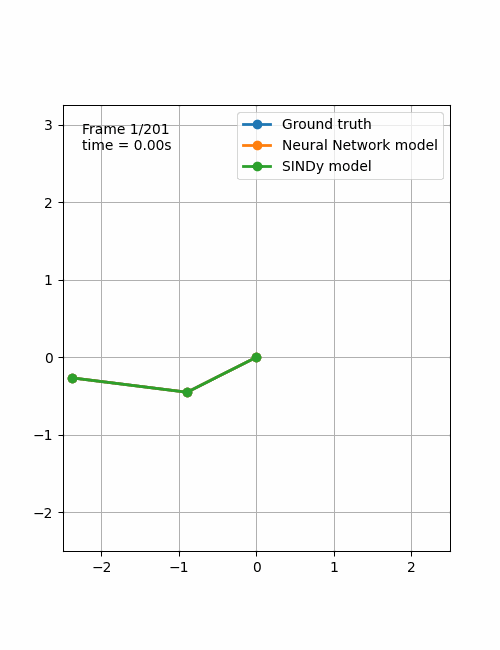 Frame 1/201
time = 0.00s
Ground truth
Neural Network model
SINDy model
3
2
1
0
−1
−2
−2
−1
0
1
2